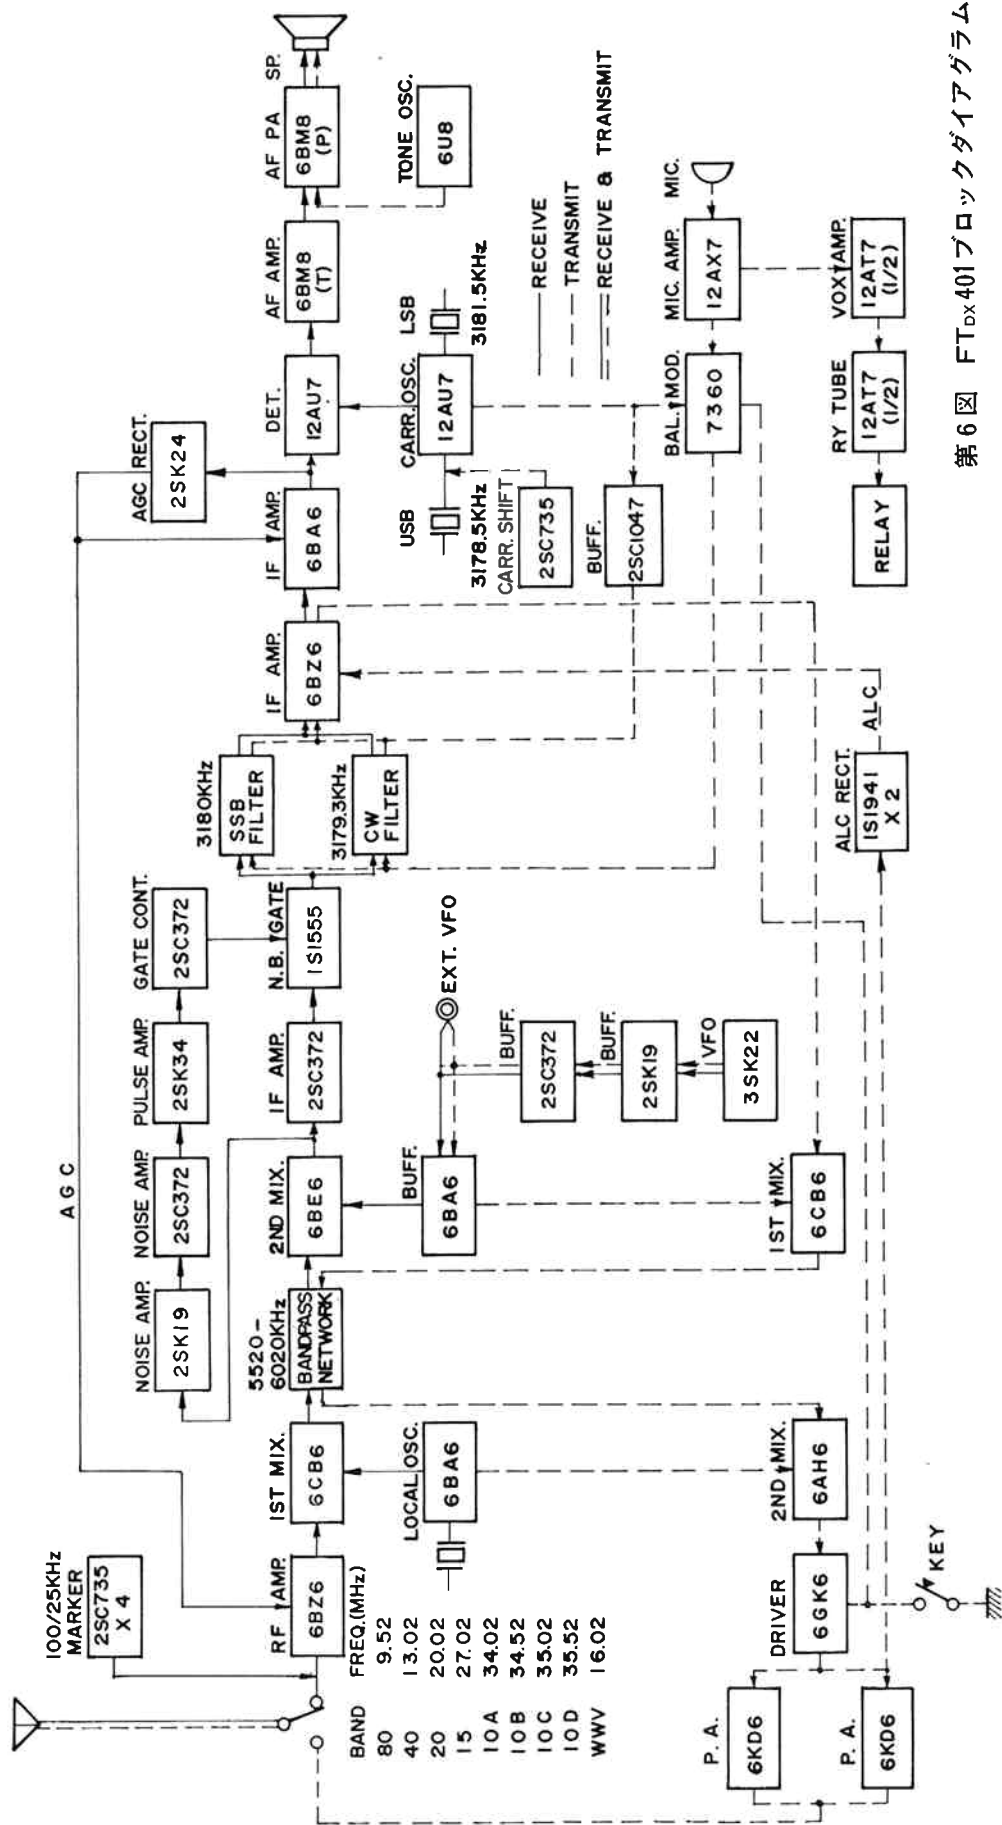 100/25KHz
MARKER
2SC735
X 4
RF AMP.
6BZ6
1ST MIX.
6CB6
LOCAL OSC.
6BA6
BAND FREQ.(MHz)
80 9.52
40 13.02
20 20.02
15 27.02
10A 34.02
10B 34.52
10C 35.02
10D 35.52
WWV 16.02
AGC
NOISE AMP.
2SK19
NOISE AMP.
2SC372
PULSE AMP.
2SK34
GATE CONT.
2SC372
5520-
6020KHz
BANDPASS
NETWORK
2ND MIX.
6BE6
IF AMP.
2SC372
N.B. GATE
1S1555
3180KHz
SSB
FILTER
3179.3KHz
CW
FILTER
IF AMP.
6BZ6
IF AMP.
6BA6
AGC RECT.
2SK24
DET.
12AU7
AF AMP.
6BM8
(T)
AF PA
6BM8
(P)
SP.
TONE OSC.
6U8
BUFF.
6BA6
EXT. VFO
BUFF.
2SC372
BUFF.
2SK19
VFO
3SK22
USB
3178.5KHz
CARR. OSC.
12AU7
LSB
3181.5KHz
CARR. SHIFT
2SC735
BUFF.
2SC1047
RECEIVE
TRANSMIT
RECEIVE & TRANSMIT
BAL. MOD.
7360
MIC. AMP.
12AX7
MIC.
VOX AMP.
12AT7
(1/2)
RY TUBE
12AT7
(1/2)
RELAY
1ST MIX.
6CB6
2ND MIX.
6AH6
DRIVER
6GK6
KEY
P. A.
6KD6
P. A.
6KD6
ALC RECT.
1S1941
X 2
ALC
第6図 FTDX401ブロックダイアグラム